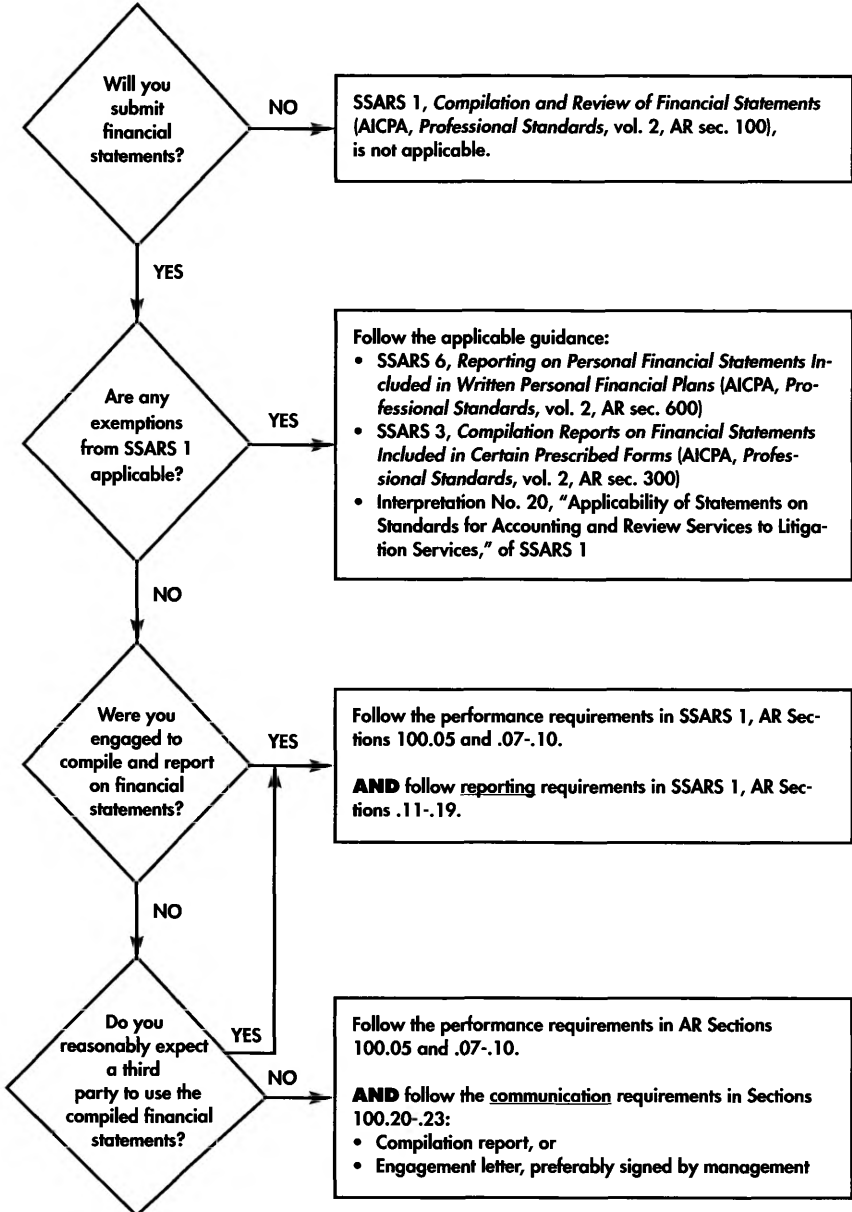 Will you
submit
financial
statements?
NO
SSARS 1, Compilation and Review of Financial Statements
(AICPA, Professional Standards, vol. 2, AR sec. 100),
is not applicable.
YES
Are any
exemptions
from SSARS 1
applicable?
YES
Follow the applicable guidance:
• SSARS 6, Reporting on Personal Financial Statements In-
cluded in Written Personal Financial Plans (AICPA, Pro-
fessional Standards, vol. 2, AR sec. 600)
• SSARS 3, Compilation Reports on Financial Statements
Included in Certain Prescribed Forms (AICPA, Profes-
sional Standards, vol. 2, AR sec. 300)
• Interpretation No. 20, "Applicability of Statements on
Standards for Accounting and Review Services to Litiga-
tion Services," of SSARS 1
NO
Were you
engaged to
compile and report
on financial
statements?
YES
Follow the performance requirements in SSARS 1, AR Sec-
tions 100.05 and .07-.10.
AND follow reporting requirements in SSARS 1, AR Sec-
tions .11-.19.
NO
Do you
reasonably expect
a third
party to use the
compiled financial
statements?
YES
NO
Follow the performance requirements in AR Sections
100.05 and .07-.10.
AND follow the communication requirements in Sections
100.20-.23:
• Compilation report, or
• Engagement letter, preferably signed by management